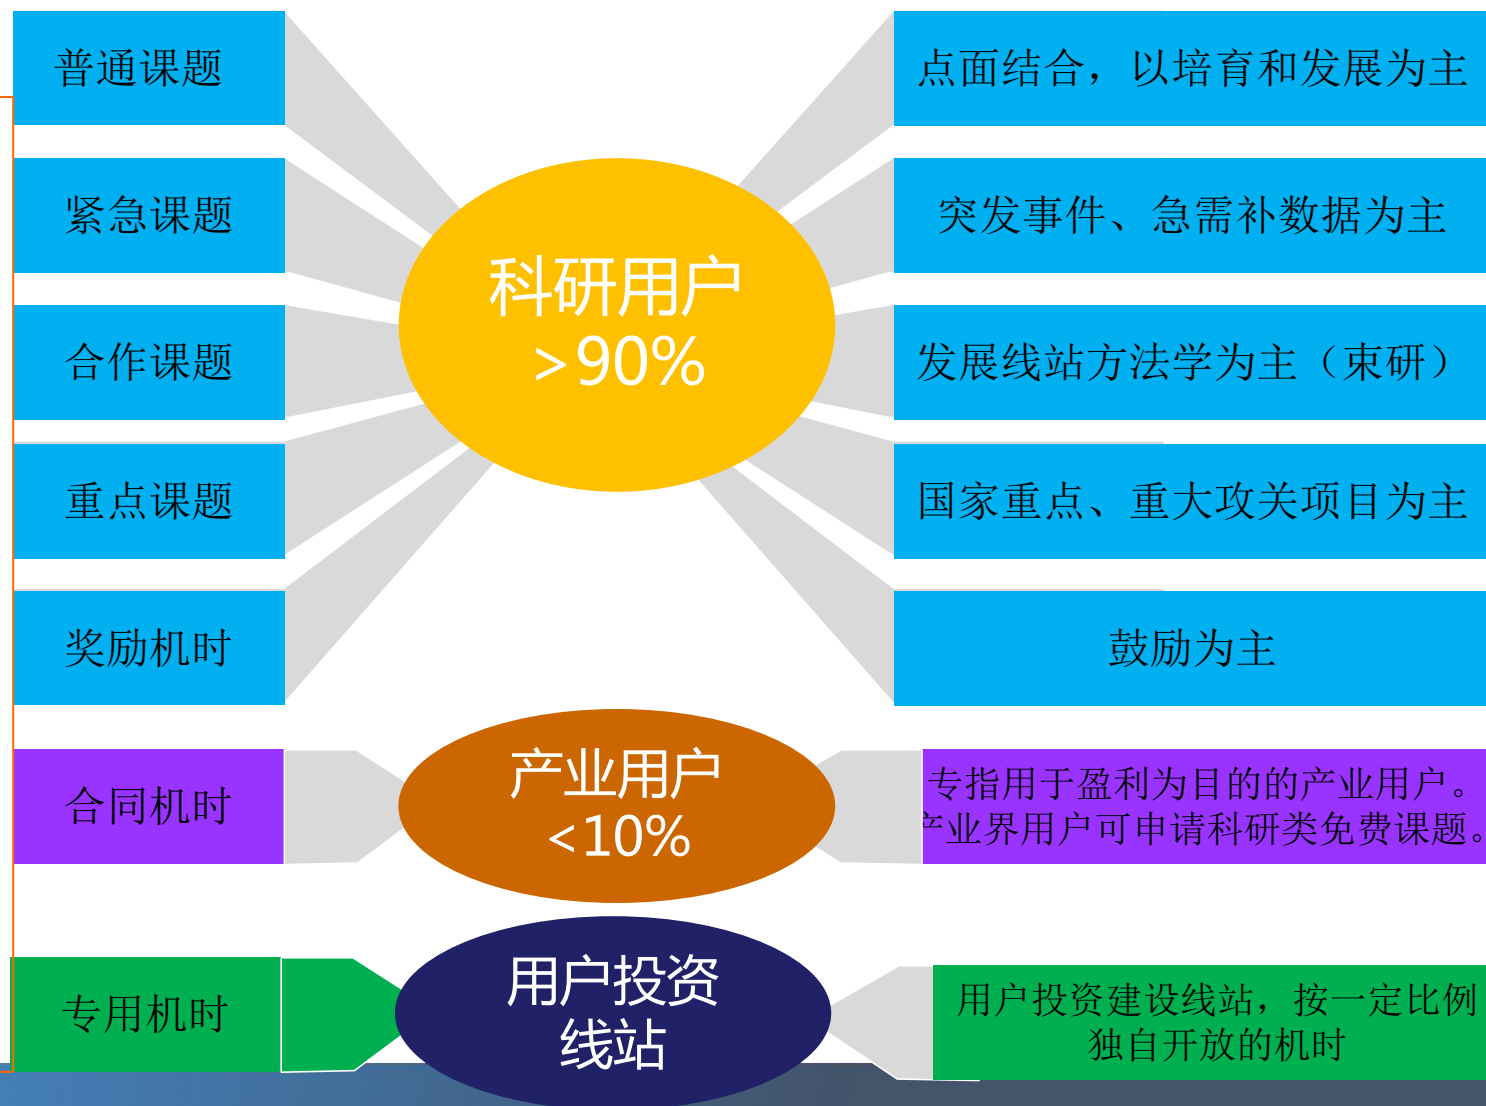 普通课题
点面结合，以培育和发展为主
紧急课题
突发事件、急需补数据为主
科研用户
>90%
合作课题
发展线站方法学为主（束研）
重点课题
国家重点、重大攻关项目为主
奖励机时
鼓励为主
合同机时
产业用户
<10%
专指用于盈利为目的的产业用户。
产业界用户可申请科研类免费课题。
专用机时
用户投资
线站
用户投资建设线站，按一定比例
独自开放的机时